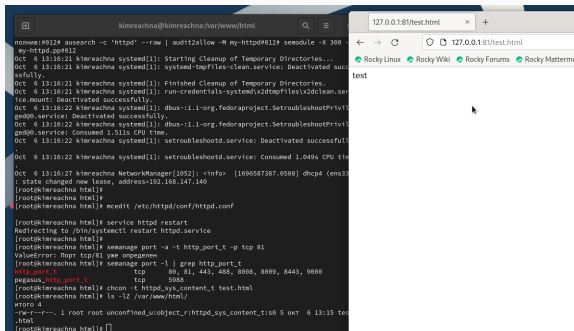 kimreachna@kimreachna:/var/www/html
полнив:#012# ausearch -c 'httpd' --raw | audit2allow -M my-httpd#012# semodule -X 300 -
my-httpd.pp#012
Oct  6 13:16:21 kimreachna systemd[1]: Starting Cleanup of Temporary Directories...
Oct  6 13:16:21 kimreachna systemd[1]: systemd-tmpfiles-clean.service: Deactivated succ
ssfully.
Oct  6 13:16:21 kimreachna systemd[1]: Finished Cleanup of Temporary Directories.
Oct  6 13:16:21 kimreachna systemd[1]: run-credentials-systemd\x2dtmpfiles\x2dclean.ser
ice.mount: Deactivated successfully.
Oct  6 13:16:22 kimreachna systemd[1]: dbus-:1.1-org.fedoraproject.SetroubleshootPrivil
ged@0.service: Deactivated successfully.
Oct  6 13:16:22 kimreachna systemd[1]: dbus-:1.1-org.fedoraproject.SetroubleshootPrivil
ged@0.service: Consumed 1.511s CPU time.
Oct  6 13:16:22 kimreachna systemd[1]: setroubleshootd.service: Deactivated successfull
.
Oct  6 13:16:22 kimreachna systemd[1]: setroubleshootd.service: Consumed 1.049s CPU tim
.
Oct  6 13:16:27 kimreachna NetworkManager[1052]: <info>  [1696587387.0508] dhcp4 (ens33
: state changed new lease, address=192.168.147.140
[root@kimreachna html]#
[root@kimreachna html]#
[root@kimreachna html]# mcedit /etc/httpd/conf/httpd.conf
[root@kimreachna html]# service httpd restart
Redirecting to /bin/systemctl restart httpd.service
[root@kimreachna html]# semanage port -a -t http_port_t -p tcp 81
ValueError: Порт tcp/81 уже определен
[root@kimreachna html]# semanage port -l | grep http_port_t
http_port_t tcp 80, 81, 443, 488, 8008, 8009, 8443, 9000
pegasus_http_port_t tcp 5988
[root@kimreachna html]# chcon -t httpd_sys_content_t test.html
[root@kimreachna html]# ls -lZ /var/www/html/
итого 4
-rw-r--r--. 1 root root unconfined_u:object_r:httpd_sys_content_t:s0 5 окт  6 13:15 tes
.html
[root@kimreachna html]#
127.0.0.1:81/test.html
127.0.0.1:81/test.html
Rocky Linux Rocky Wiki Rocky Forums Rocky Matterm
test